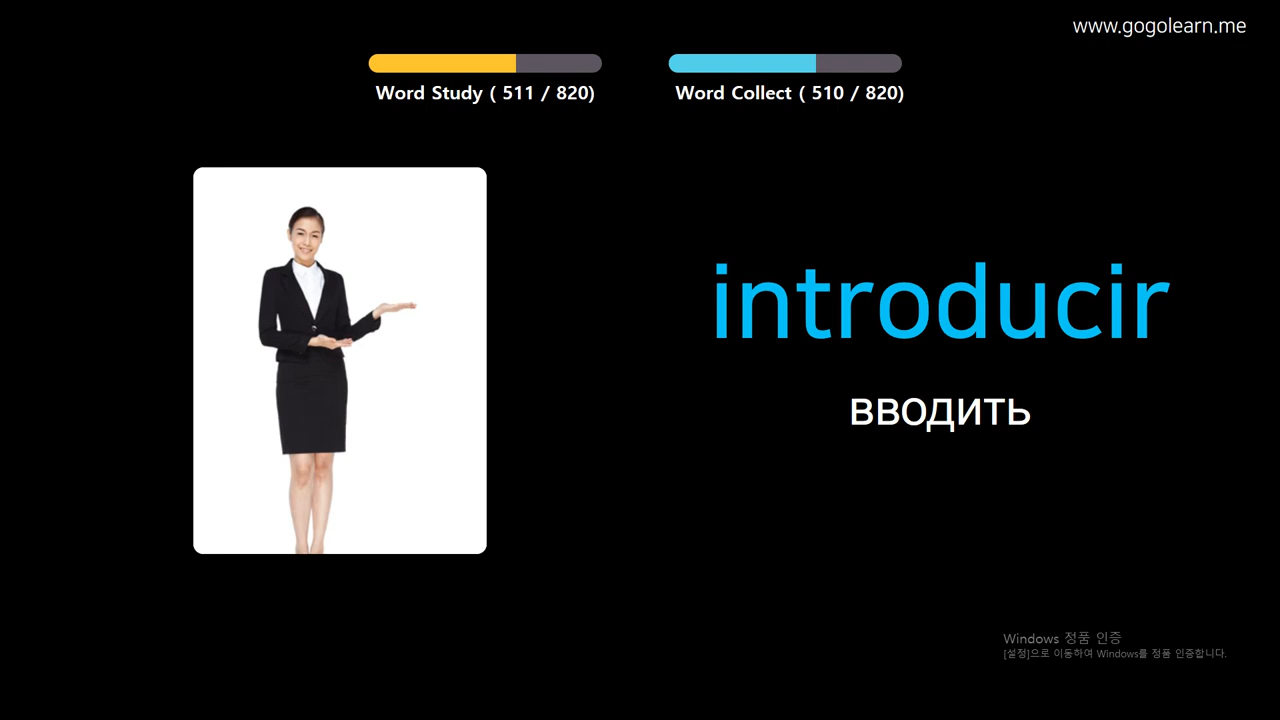 www.gogolearn.me
Word Study ( 511 / 820)
Word Collect ( 510 / 820)
introducir
вводить
Windows 정품 인증
[설정]으로 이동하여 Windows를 정품 인증합니다.